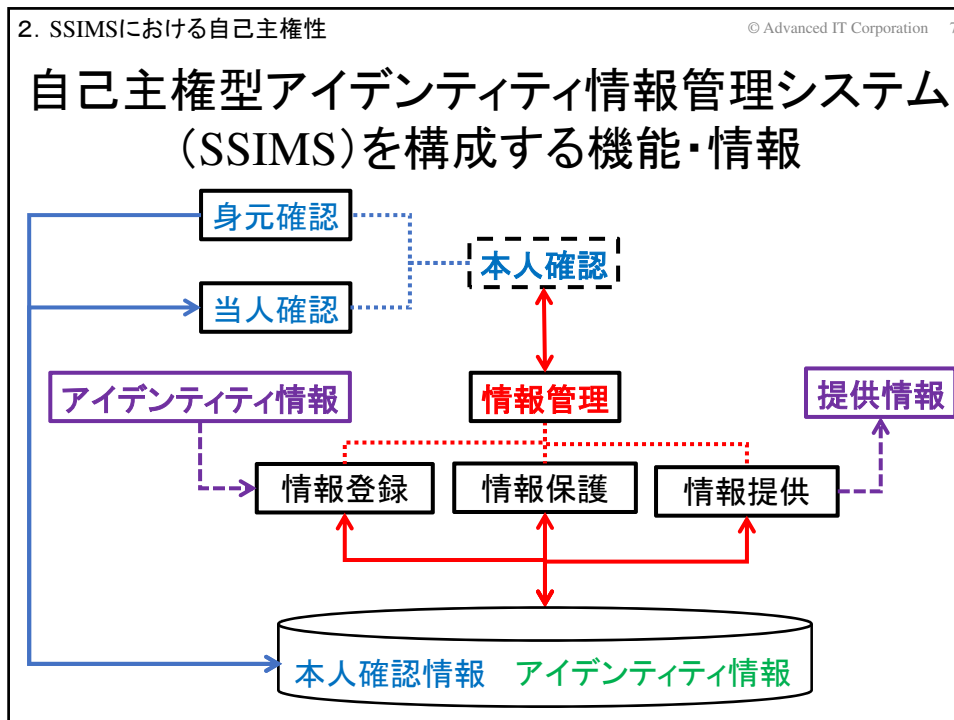 2．SSIMSにおける自己主権性
© Advanced IT Corporation 7
自己主権型アイデンティティ情報管理システム
（SSIMS）を構成する機能・情報
身元確認
本人確認
当人確認
アイデンティティ情報
情報管理
提供情報
情報登録
情報保護
情報提供
本人確認情報
アイデンティティ情報